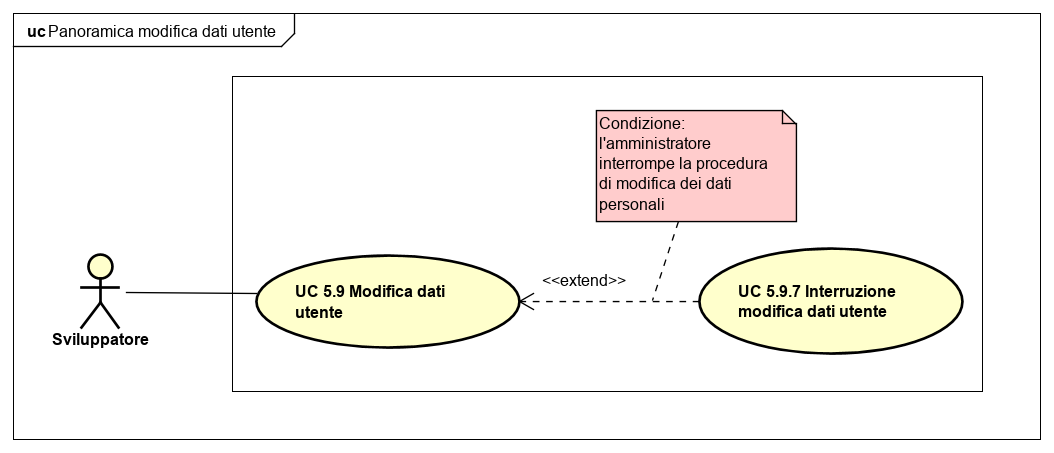 uc Panoramica modifica dati utente
Condizione:
l'amministratore
interrompe la procedura
di modifica dei dati
personali
<<extend>>
UC 5.9 Modifica dati
utente
UC 5.9.7 Interruzione
modifica dati utente
Sviluppatore